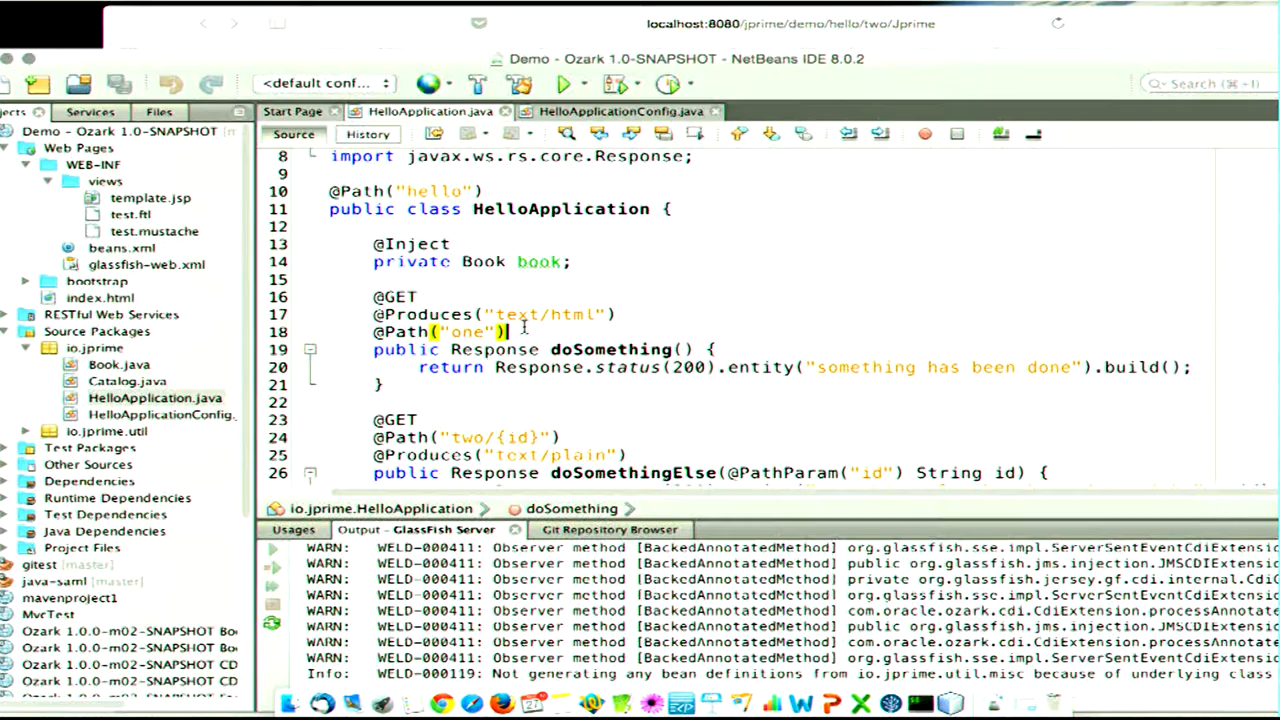 localhost:8080/jprime/demo/hello/two/Jprime
Demo - Ozark 1.0-SNAPSHOT - NetBeans IDE 8.0.2
<default conf...
Search (⌘+I)
Services
Files
Start Page
HelloApplication.java
HelloApplicationConfig.java
Source
History
Demo - Ozark 1.0-SNAPSHOT
Web Pages
WEB-INF
views
template.jsp
test.ftl
test.mustache
beans.xml
glassfish-web.xml
bootstrap
index.html
RESTful Web Services
Source Packages
io.jprime
Book.java
Catalog.java
HelloApplication.java
HelloApplicationConfig.
io.jprime.util
Test Packages
Other Sources
Dependencies
Runtime Dependencies
Test Dependencies
Java Dependencies
Project Files
gitest [master]
java-saml [master]
mavenproject1
MvcTest
Ozark 1.0.0-m02-SNAPSHOT
Ozark 1.0.0-m02-SNAPSHOT
Ozark 1.0.0-m02-SNAPSHOT CD
Ozark 1.0.0-m02-SNAPSHOT CD
8 import javax.ws.rs.core.Response;
9
10 @Path("hello")
11 public class HelloApplication {
12
13 @Inject
14 private Book book;
15
16 @GET
17 @Produces("text/html")
18 @Path("one")
19 public Response doSomething() {
20 return Response.status(200).entity("something has been done").build();
21 }
22
23 @GET
24 @Path("two/{id}")
25 @Produces("text/plain")
26 public Response doSomethingElse(@PathParam("id") String id) {
io.jprime.HelloApplication
doSomething
Usages
Output - GlassFish Server
Git Repository Browser
WARN: WELD-000411: Observer method [BackedAnnotatedMethod] org.glassfish.sse.impl.ServerSentEventCdiExtensio
WARN: WELD-000411: Observer method [BackedAnnotatedMethod] public org.glassfish.jms.injection.JMSCDIExtensio
WARN: WELD-000411: Observer method [BackedAnnotatedMethod] private org.glassfish.jersey.gf.cdi.internal.Cdi
WARN: WELD-000411: Observer method [BackedAnnotatedMethod] com.oracle.ozark.cdi.CdiExtension.processAnnota
WARN: WELD-000411: Observer method [BackedAnnotatedMethod] org.glassfish.sse.impl.ServerSentEventCdiExtensio
WARN: WELD-000411: Observer method [BackedAnnotatedMethod] public org.glassfish.jms.injection.JMSCDIExtensio
WARN: WELD-000411: Observer method [BackedAnnotatedMethod] com.oracle.ozark.cdi.CdiExtension.processAnnota
WARN: WELD-000411: Observer method [BackedAnnotatedMethod] org.glassfish.sse.impl.ServerSentEventCdiExtensio
Info: WELD-000119: Not generating any bean definitions from io.jprime.util.misc because of underlying class